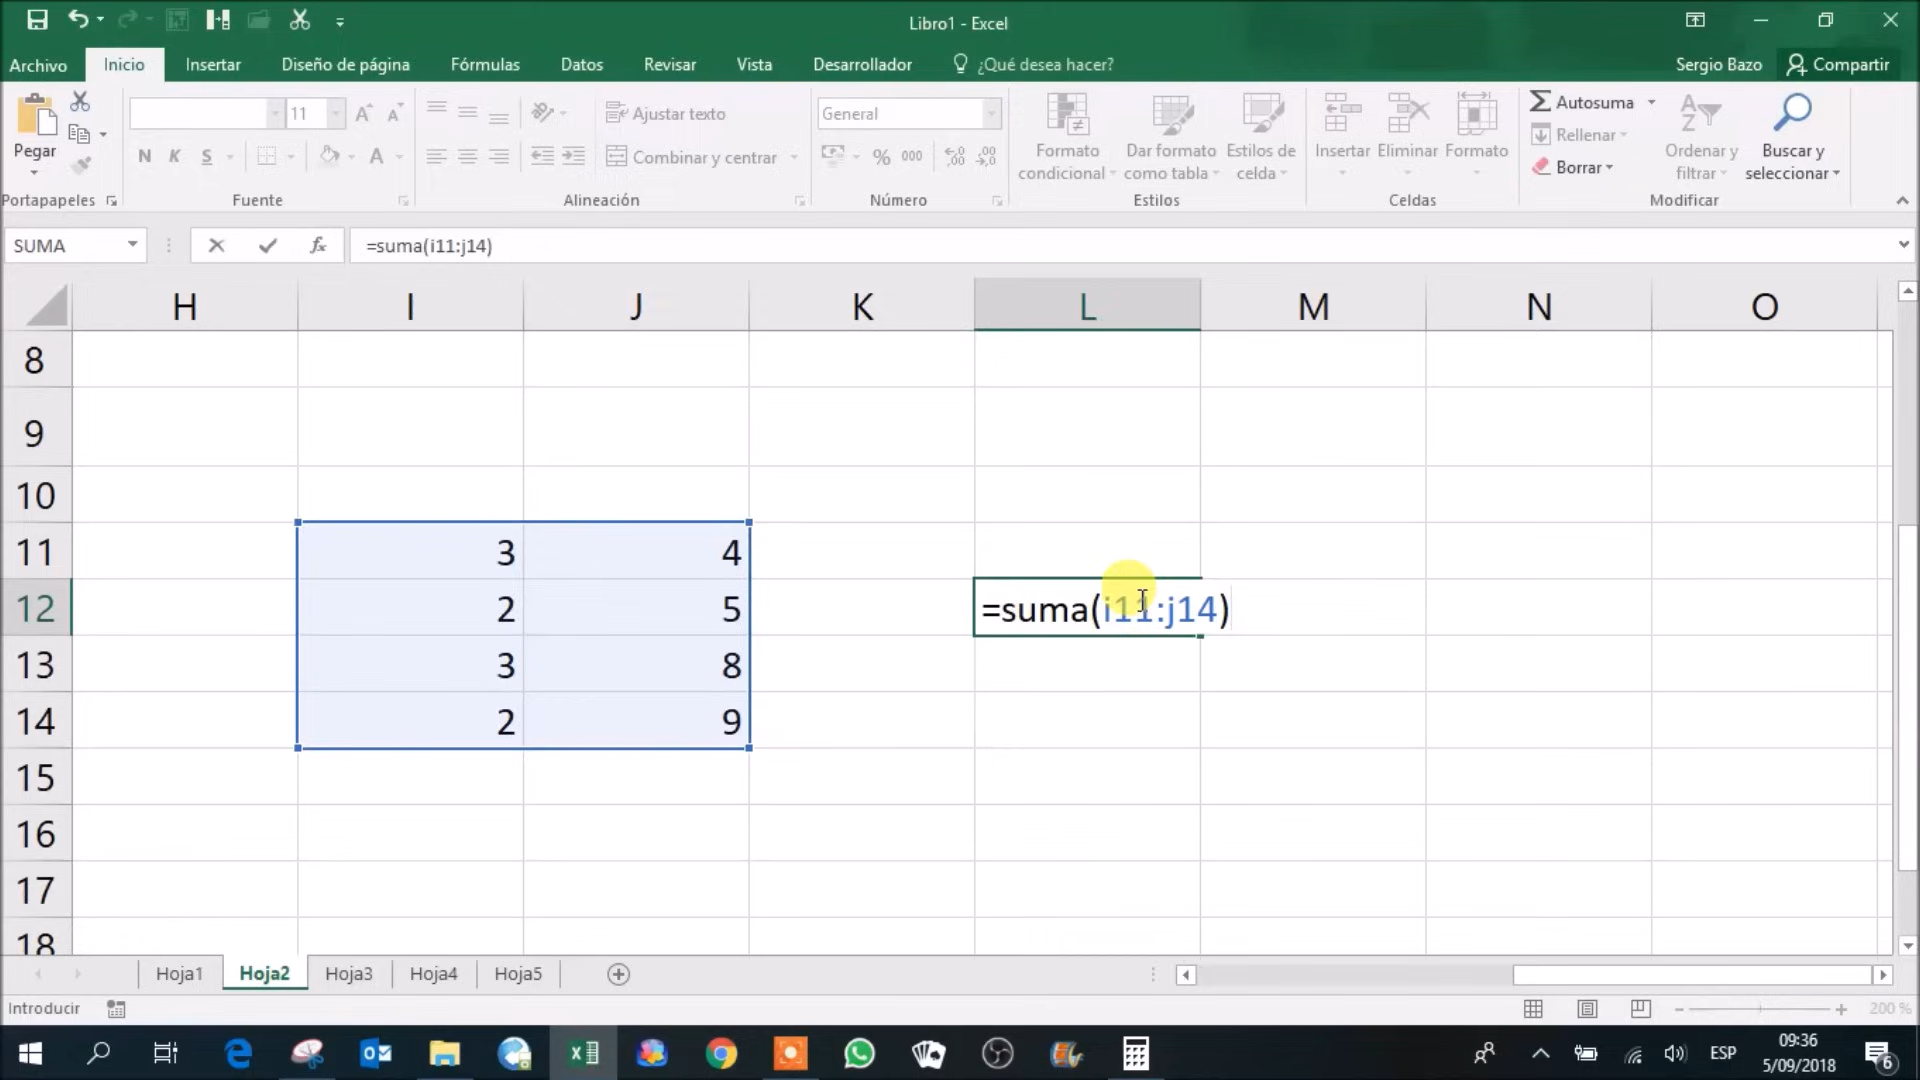 Libro1 - Excel
Archivo Inicio Insertar Diseño de página Fórmulas Datos Revisar Vista Desarrollador ¿Qué desea hacer? Sergio Bazo Compartir
Pegar
Portapapeles
11
N K S
Fuente
Ajustar texto
Combinar y centrar
Alineación
General
% 000
Número
Formato condicional
Dar formato como tabla
Estilos de celda
Estilos
Insertar Eliminar Formato
Celdas
Autosuma
Rellenar
Borrar
Ordenar y filtrar
Buscar y seleccionar
Modificar
SUMA fx =suma(i11:j14)
H I J K L M N O
8
9
10
11 3 4
12 2 5 =suma(i11:j14)
13 3 8
14 2 9
15
16
17
18
Hoja1 Hoja2 Hoja3 Hoja4 Hoja5
Introducir 200 %
ESP 09:36
5/09/2018
6